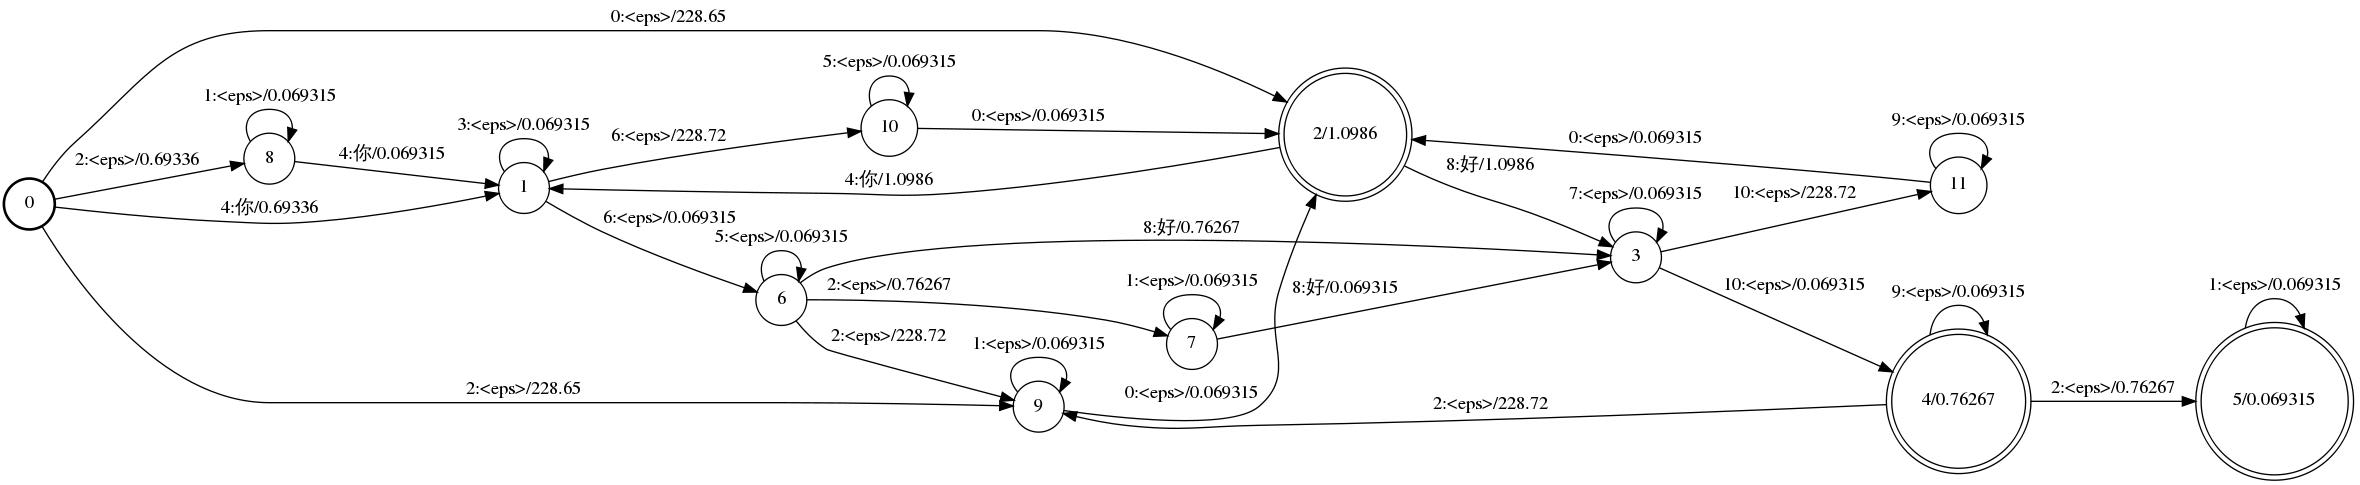 0:<eps>/228.65
5:<eps>/0.069315
1:<eps>/0.069315
3:<eps>/0.069315
9:<eps>/0.069315
10
0:<eps>/0.069315
6:<eps>/228.72
2/1.0986
0:<eps>/0.069315
2:<eps>/0.69336
8
4:你/0.069315
8:好/1.0986
4:你/1.0986
1
11
7:<eps>/0.069315
10:<eps>/228.72
0
4:你/0.69336
6:<eps>/0.069315
8:好/0.76267
5:<eps>/0.069315
3
2:<eps>/0.76267
1:<eps>/0.069315
8:好/0.069315
10:<eps>/0.069315
9:<eps>/0.069315
1:<eps>/0.069315
6
2:<eps>/228.72
1:<eps>/0.069315
7
2:<eps>/228.65
0:<eps>/0.069315
9
2:<eps>/228.72
4/0.76267
2:<eps>/0.76267
5/0.069315